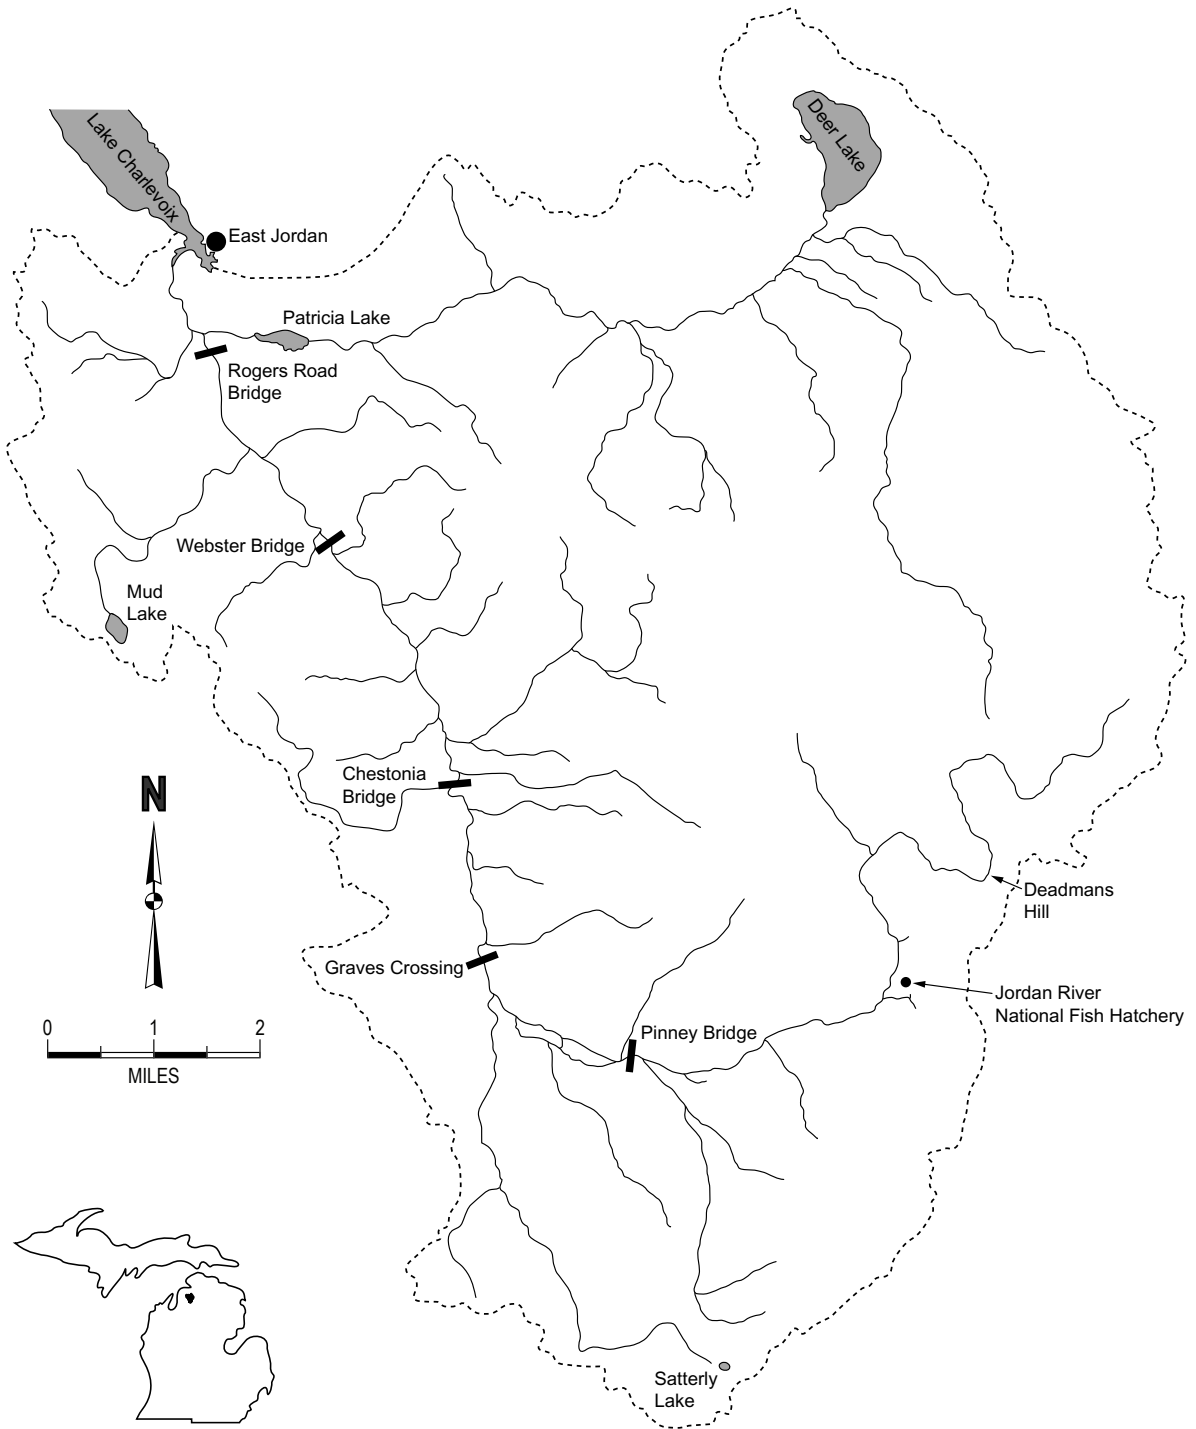 Deer Lake
Lake Charlevoix
East Jordan
Patricia Lake
Rogers Road
Bridge
Webster Bridge
Mud
Lake
Chestonia
Bridge
N
Deadmans
Hill
Graves Crossing
Jordan River
National Fish Hatchery
0 1 2
MILES
Pinney Bridge
Satterly
Lake